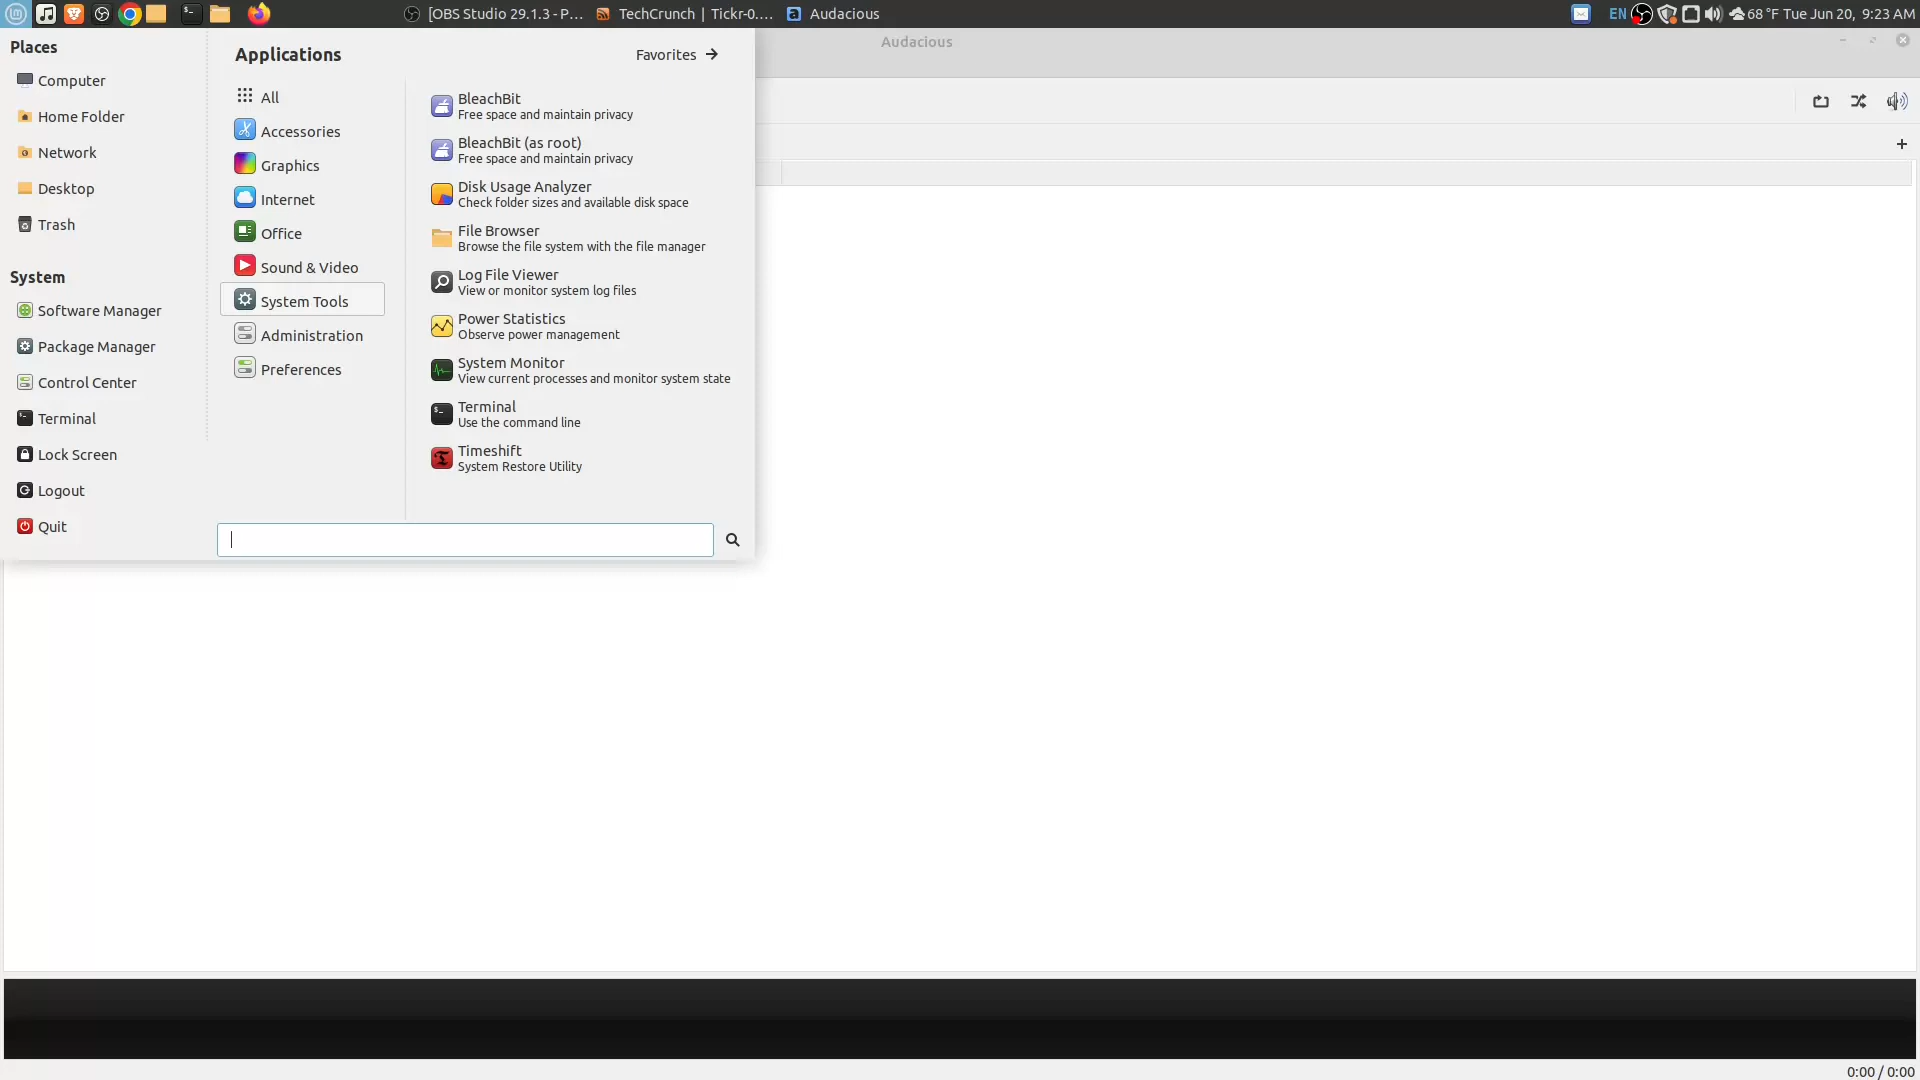 [OBS Studio 29.1.3 - P...
TechCrunch | Tickr-0....
Audacious
EN
68 °F Tue Jun 20, 9:23 AM
Audacious
Places
Computer
Home Folder
Network
Desktop
Trash
System
Software Manager
Package Manager
Control Center
Terminal
Lock Screen
Logout
Quit
Applications
Favorites
All
Accessories
Graphics
Internet
Office
Sound & Video
System Tools
Administration
Preferences
BleachBit
Free space and maintain privacy
BleachBit (as root)
Free space and maintain privacy
Disk Usage Analyzer
Check folder sizes and available disk space
File Browser
Browse the file system with the file manager
Log File Viewer
View or monitor system log files
Power Statistics
Observe power management
System Monitor
View current processes and monitor system state
Terminal
Use the command line
Timeshift
System Restore Utility
0:00 / 0:00